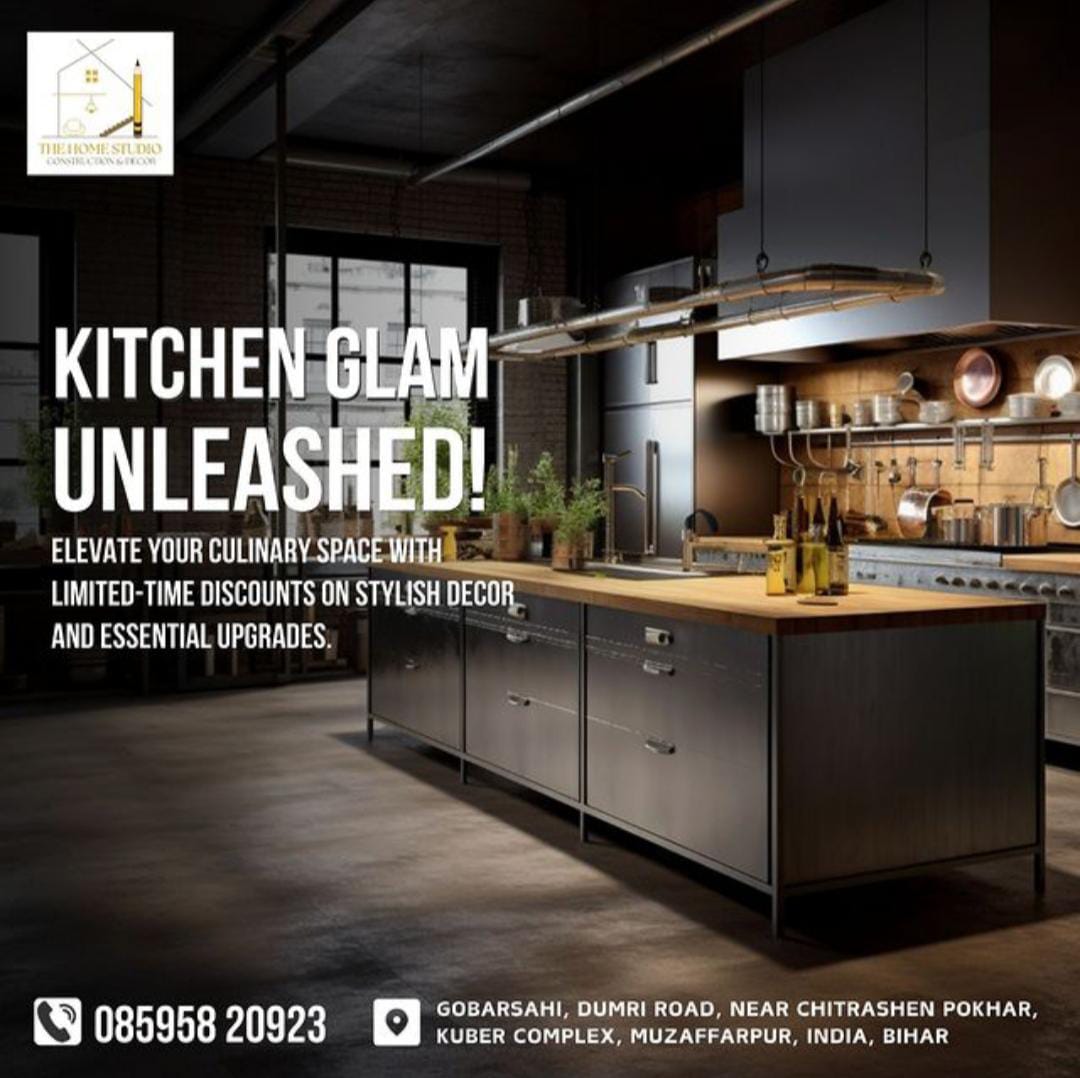 THE HOME STUDIO
CONSTRUCTION & DECOR
KITCHEN GLAM
UNLEASHED!
ELEVATE YOUR CULINARY SPACE WITH
LIMITED-TIME DISCOUNTS ON STYLISH DECOR
AND ESSENTIAL UPGRADES.
085958 20923
GOBARSAHI, DUMRI ROAD, NEAR CHITRASHEN POKHAR,
KUBER COMPLEX, MUZAFFARPUR, INDIA, BIHAR